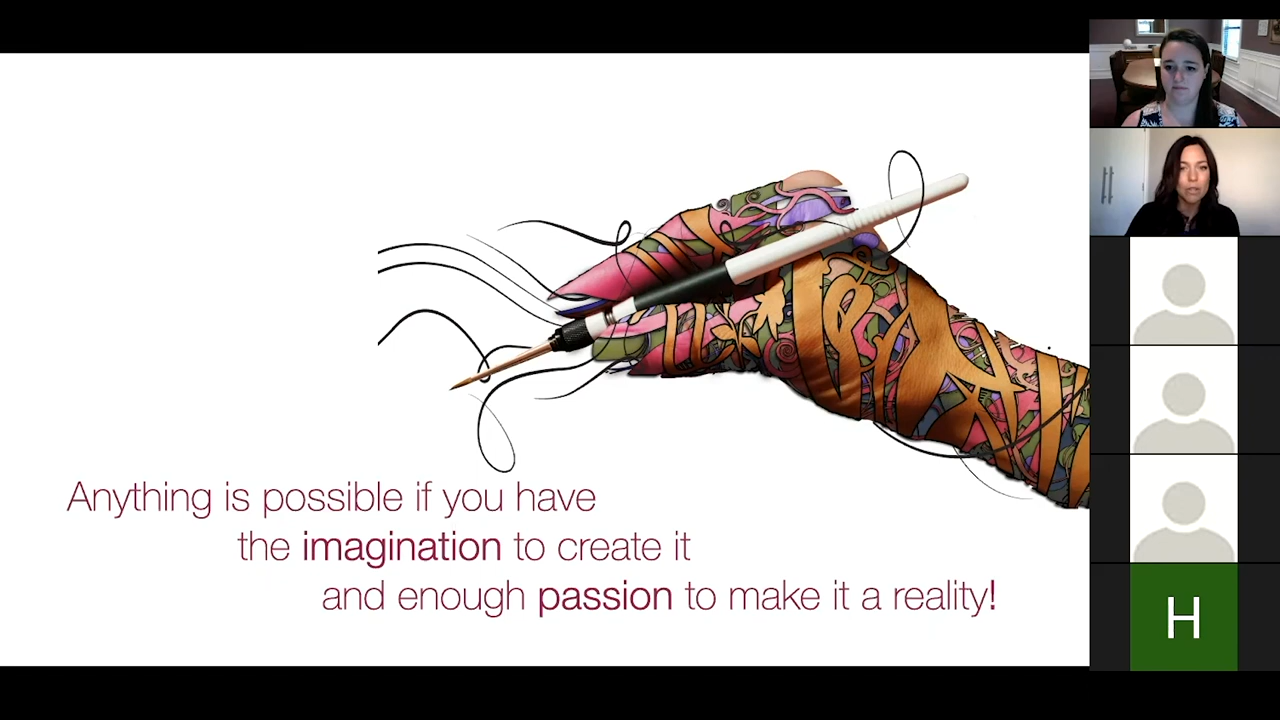 Anything is possible if you have
the imagination to create it
and enough passion to make it a reality!
H